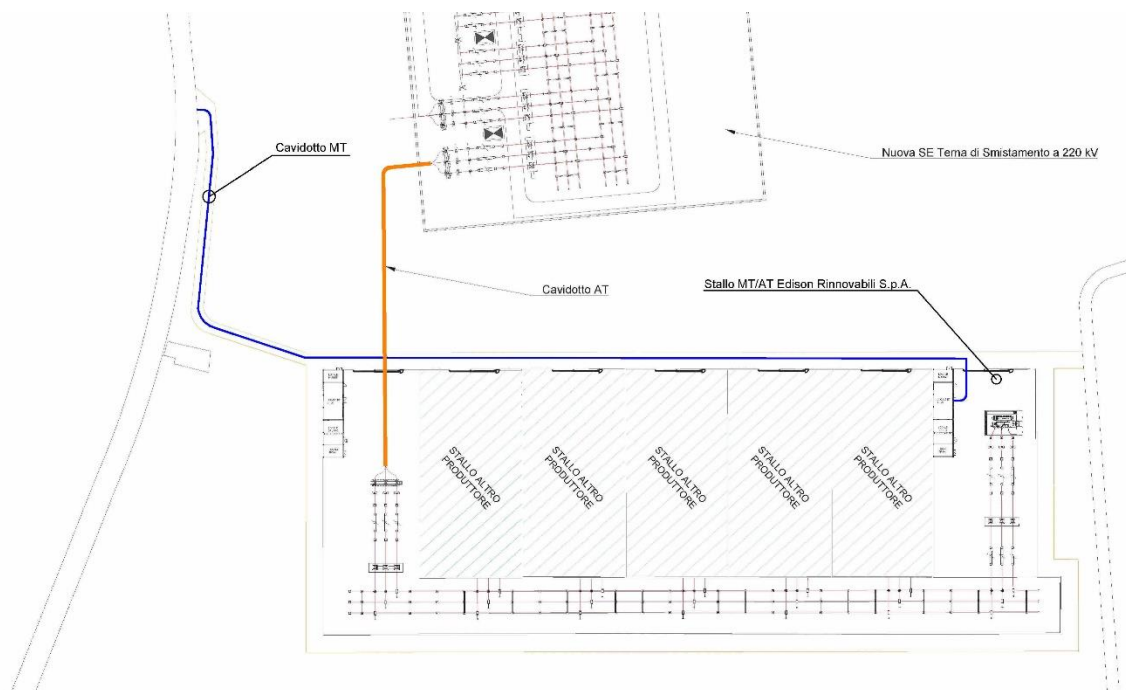 Cavidotto MT
Nuova SE Terna di Smistamento a 220 kV
Cavidotto AT
Stallo MT/AT Edison Rinnovabili S.p.A.
STALLO ALTRO
PRODUTTORE
STALLO ALTRO
PRODUTTORE
STALLO ALTRO
PRODUTTORE
STALLO ALTRO
PRODUTTORE
STALLO ALTRO
PRODUTTORE